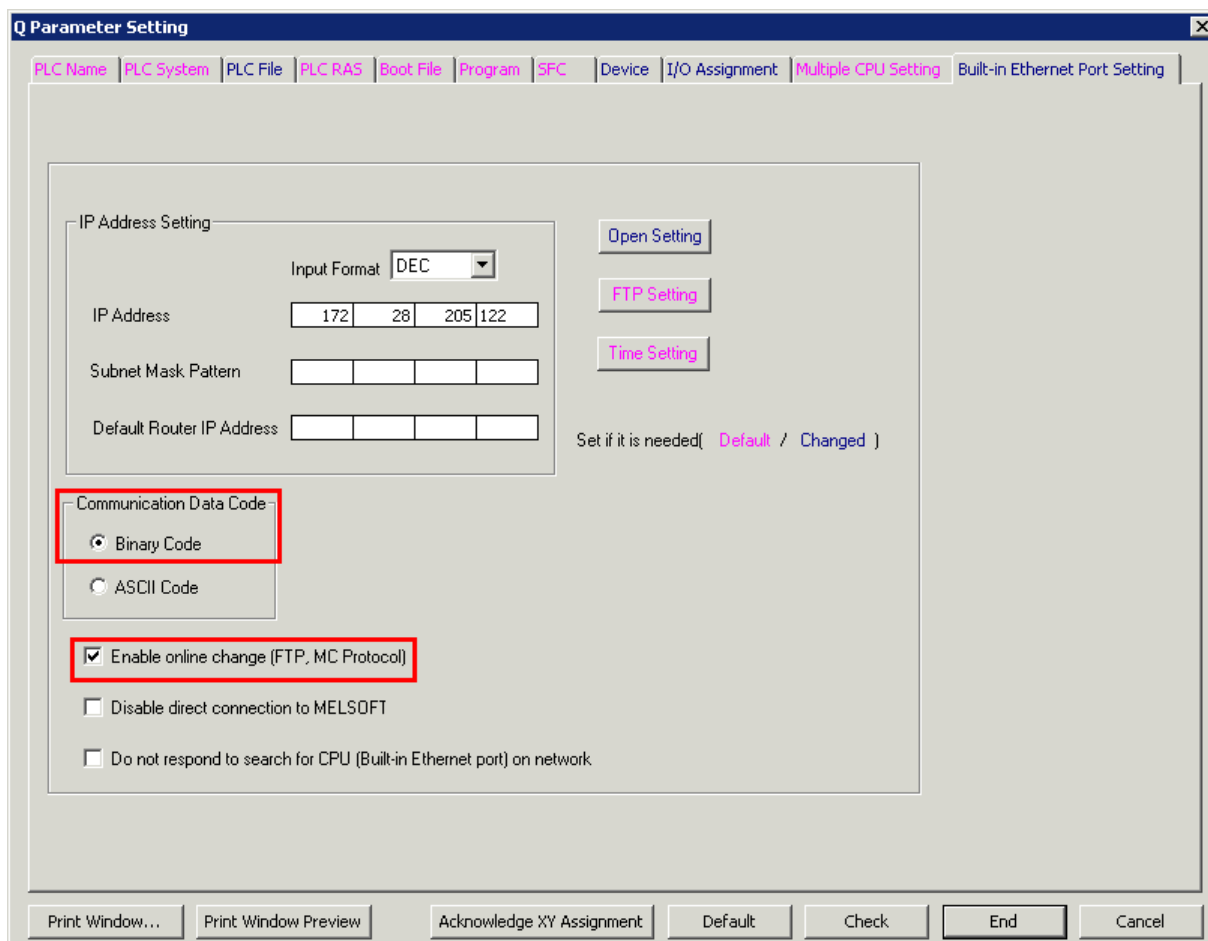 Q Parameter Setting
PLC Name PLC System PLC File PLC RAS Boot File Program SFC Device I/O Assignment Multiple CPU Setting Built-in Ethernet Port Setting
IP Address Setting
Input Format DEC
IP Address 172 28 205 122
Subnet Mask Pattern
Default Router IP Address
Open Setting
FTP Setting
Time Setting
Set if it is needed( Default / Changed )
Communication Data Code
Binary Code
ASCII Code
Enable online change (FTP, MC Protocol)
Disable direct connection to MELSOFT
Do not respond to search for CPU (Built-in Ethernet port) on network
Print Window... Print Window Preview Acknowledge XY Assignment Default Check End Cancel